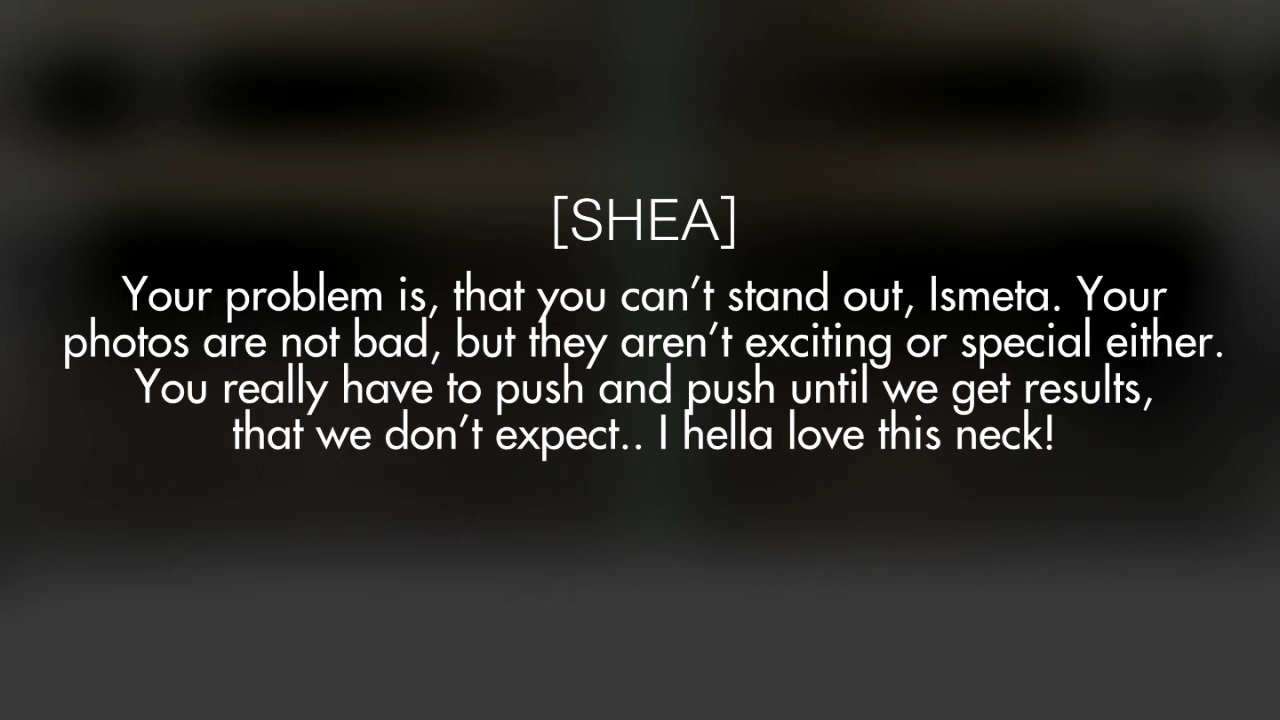 [SHEA]
Your problem is, that you can’t stand out, Ismeta. Your
photos are not bad, but they aren’t exciting or special either.
You really have to push and push until we get results,
that we don’t expect.. I hella love this neck!